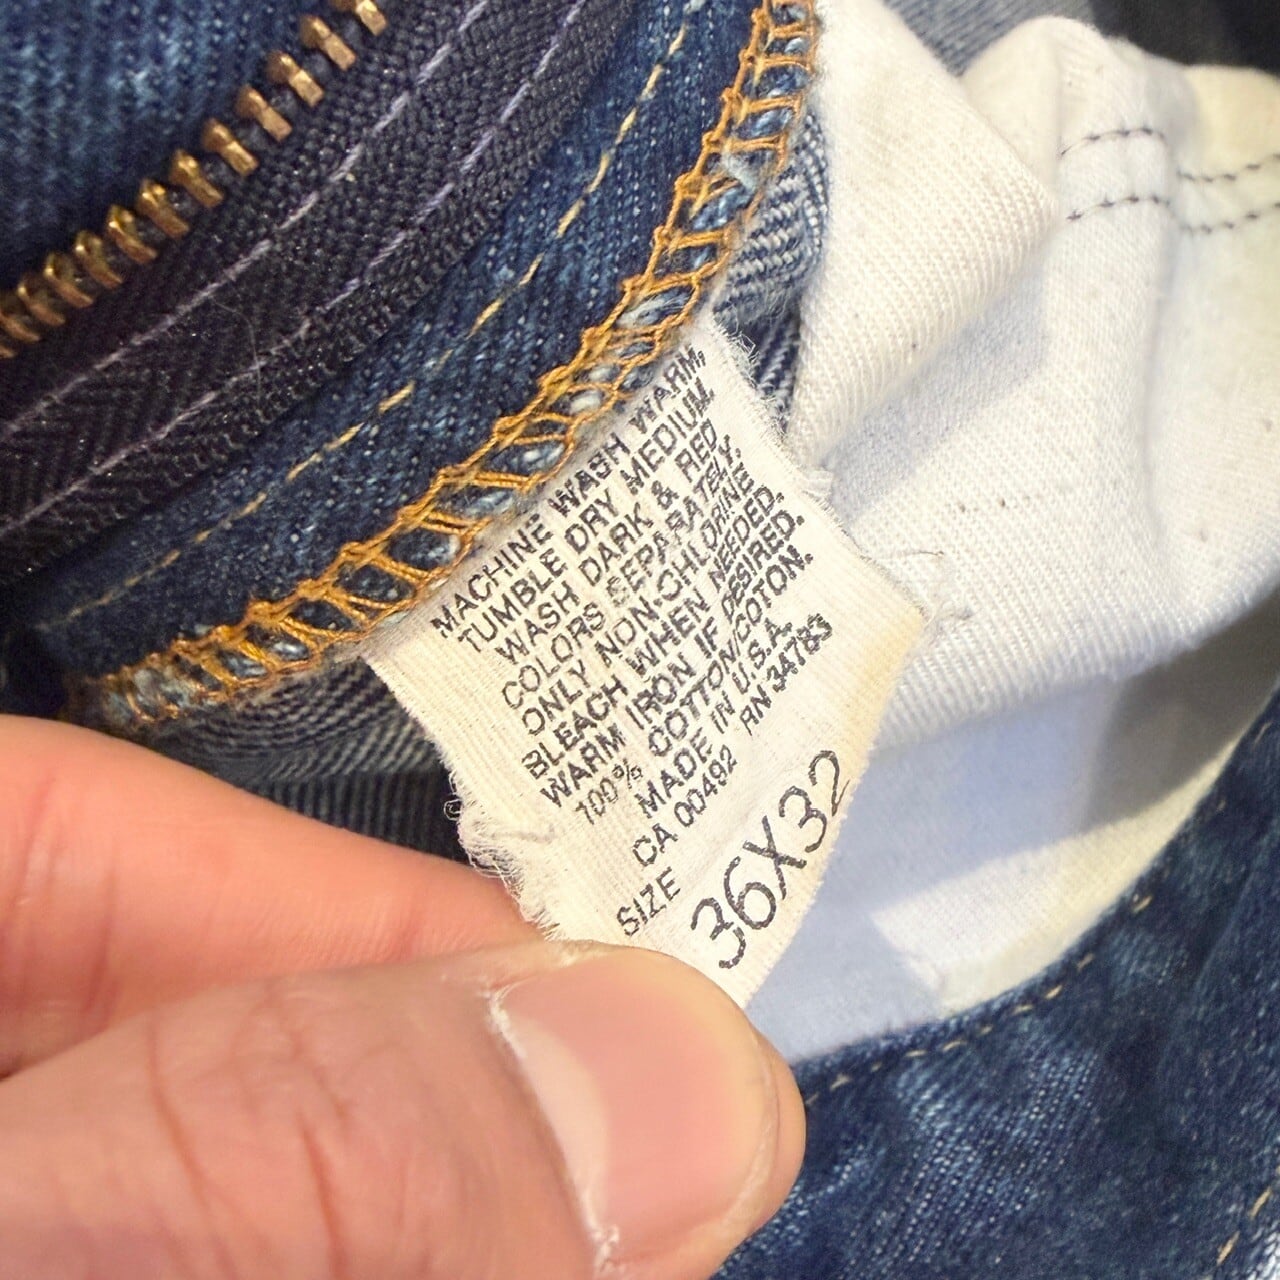 MACHINE WASH WARM,
TUMBLE DRY MEDIUM.
WASH DARK & RED
COLORS SEPARATELY.
ONLY NON-CHLORINE
BLEACH WHEN NEEDED.
WARM IRON IF DESIRED.
100% COTTON/COTON.
MADE IN U.S.A.
CA 00492 RN 34783
SIZE 36X32